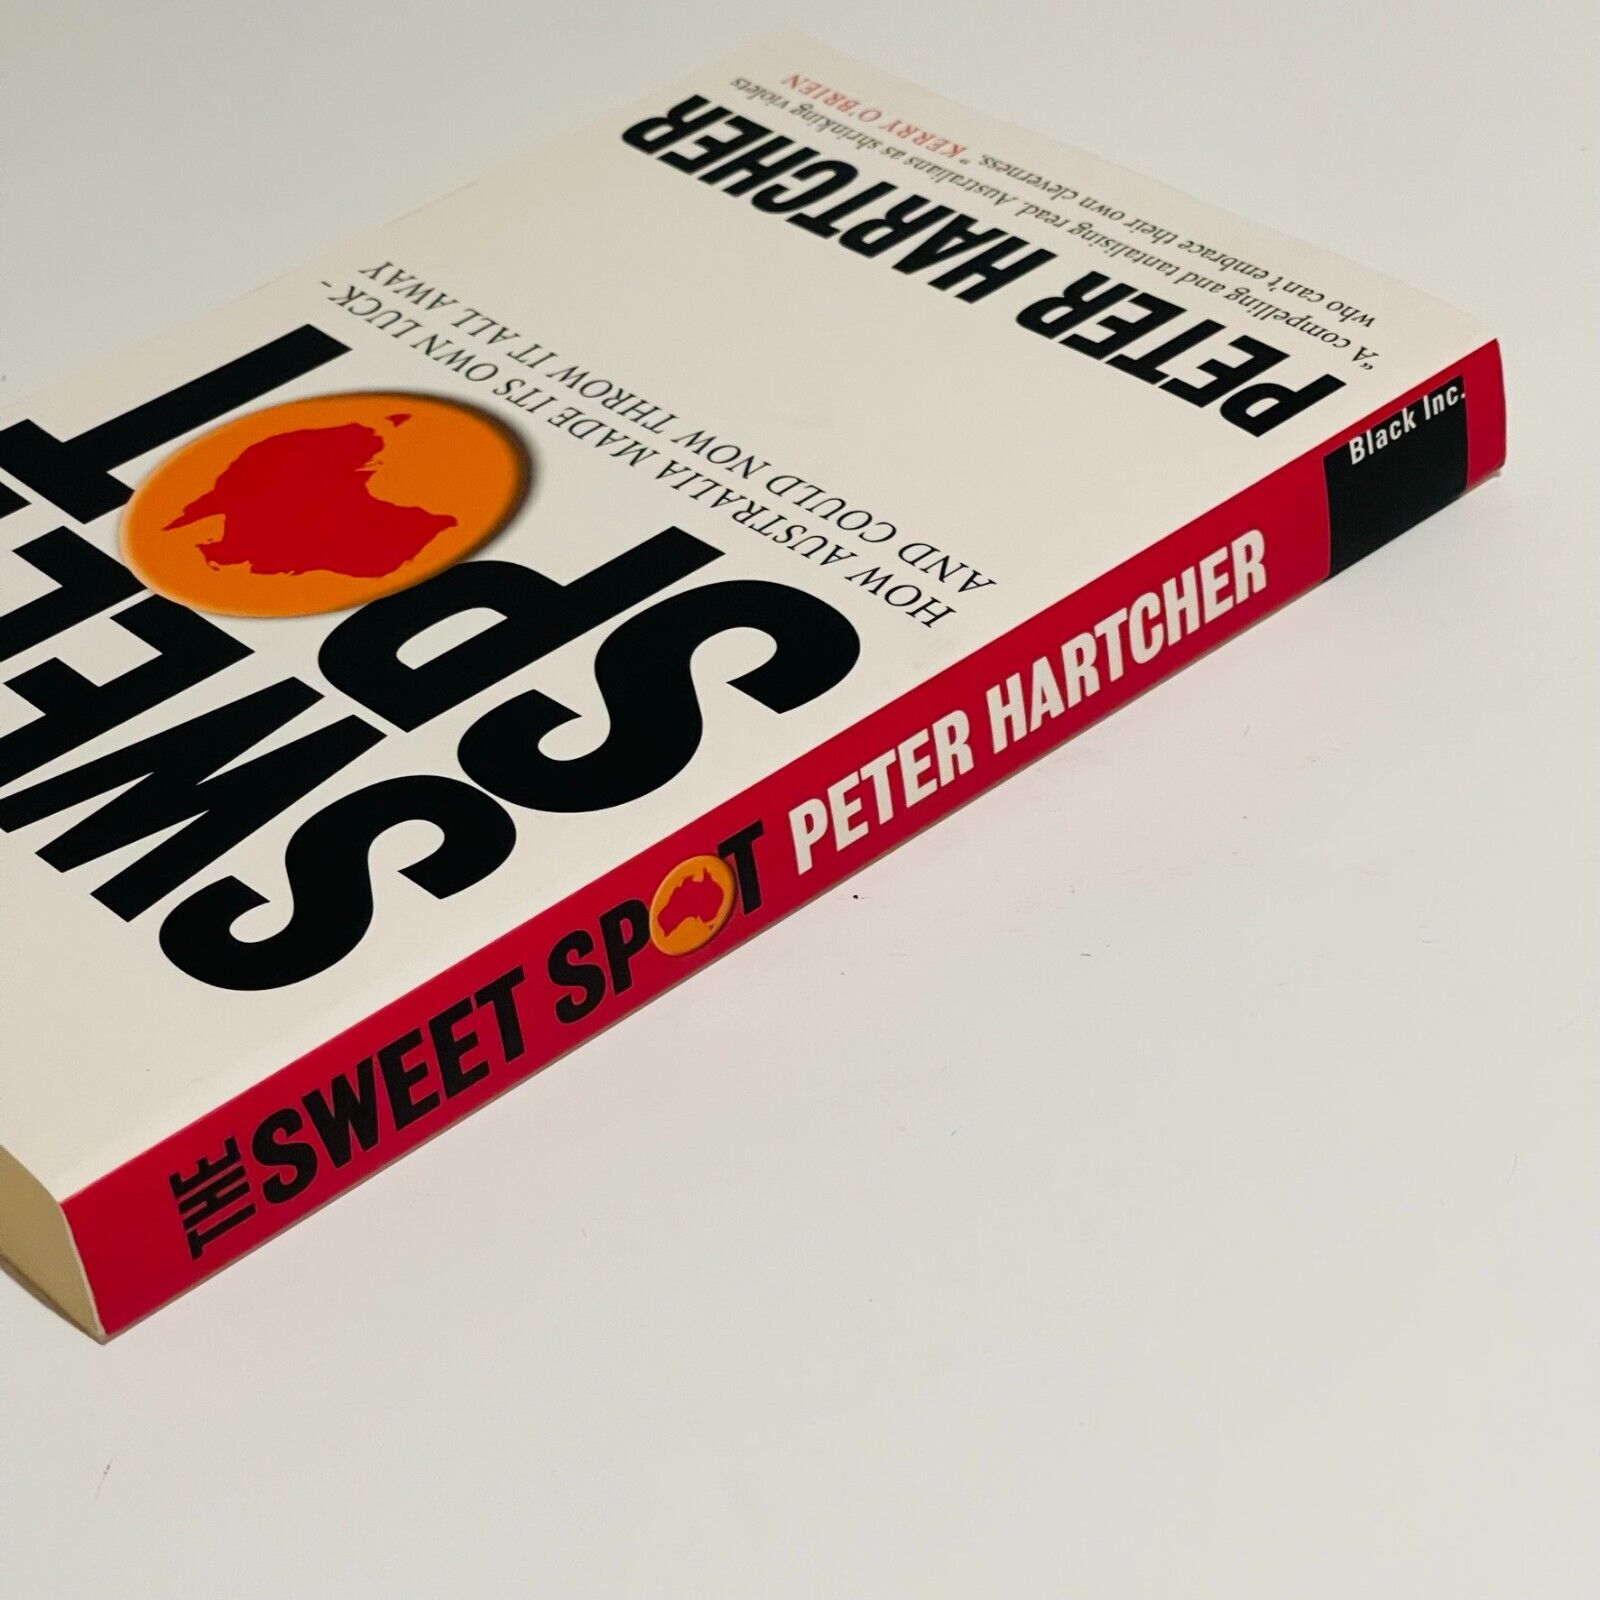 SWEE
SPOT
HOW AUSTRALIA MADE ITS OWN LUCK -
AND COULD NOW THROW IT ALL AWAY
PETER HARTCHER
“A compelling and tantalising read. Australians as shrinking violets
who can't embrace their own cleverness.” KERRY O'BRIEN
THE SWEET SPOT PETER HARTCHER Black Inc.